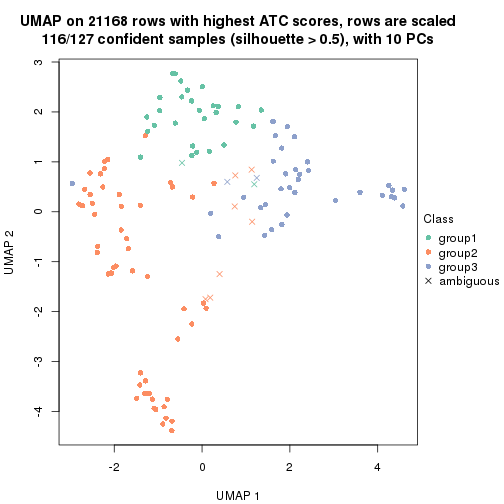 UMAP on 21168 rows with highest ATC scores, rows are scaled
116/127 confident samples (silhouette > 0.5), with 10 PCs
3
2
1
0
-1
-2
-3
-4
UMAP 2
-2
0
2
4
UMAP 1
Class
group1
group2
group3
ambiguous